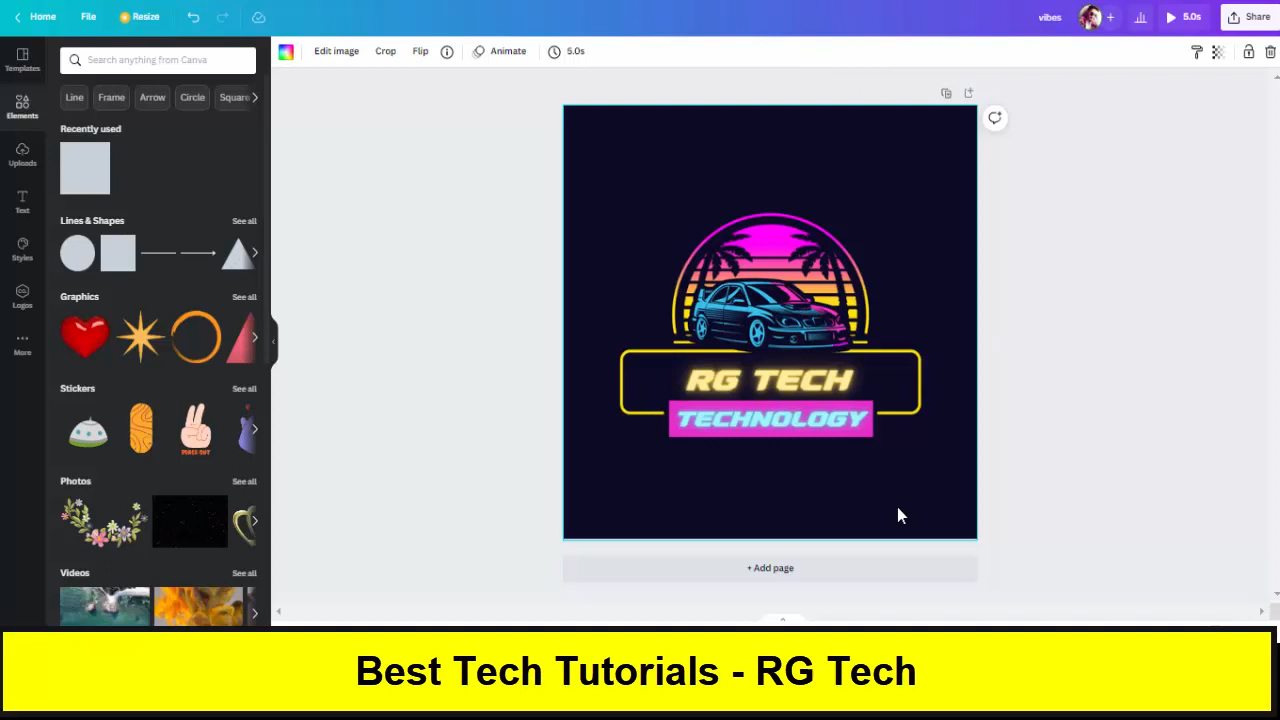 Home
File
Resize
vibes
+
5.0s
Share
Templates
Elements
Uploads
Text
Styles
Logos
More
Search anything from Canva
Line
Frame
Arrow
Circle
Square
Recently used
Lines & Shapes
See all
Graphics
See all
Stickers
See all
PEACE OUT
Photos
See all
Videos
See all
Edit image
Crop
Flip
Animate
5.0s
RG TECH
TECHNOLOGY
+ Add page
Best Tech Tutorials - RG Tech